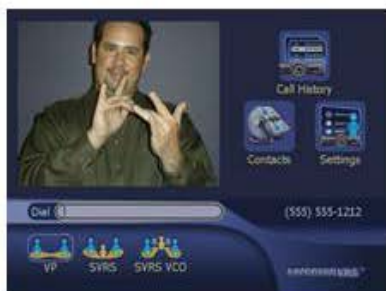 Call History
Contacts Settings
Dial
(555) 555-1212
VP SVRS SVRS VCO